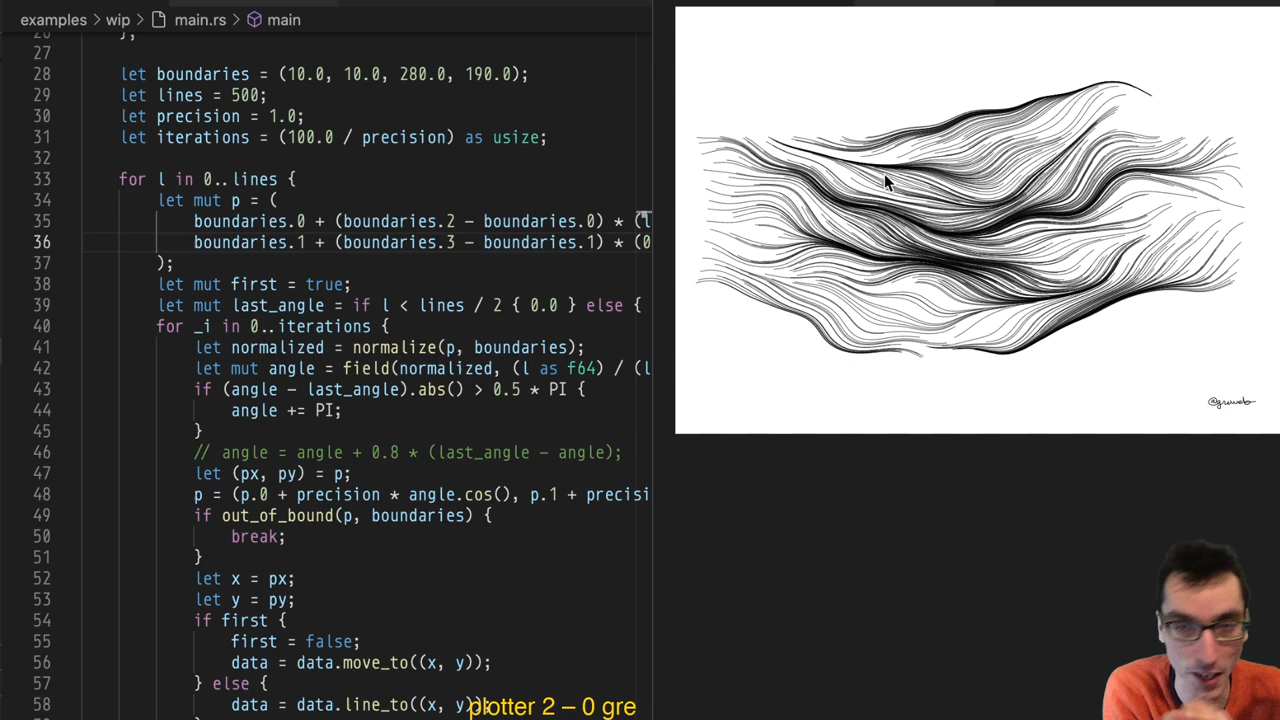 examples > wip > main.rs > main
26 };
27
28 let boundaries = (10.0, 10.0, 280.0, 190.0);
29 let lines = 500;
30 let precision = 1.0;
31 let iterations = (100.0 / precision) as usize;
32
33 for l in 0..lines {
34 let mut p = (
35 boundaries.0 + (boundaries.2 - boundaries.0) * (l
36 boundaries.1 + (boundaries.3 - boundaries.1) * (0
37 );
38 let mut first = true;
39 let mut last_angle = if l < lines / 2 { 0.0 } else {
40 for _i in 0..iterations {
41 let normalized = normalize(p, boundaries);
42 let mut angle = field(normalized, (l as f64) / (l
43 if (angle - last_angle).abs() > 0.5 * PI {
44 angle += PI;
45 }
46 // angle = angle + 0.8 * (last_angle - angle);
47 let (px, py) = p;
48 p = (p.0 + precision * angle.cos(), p.1 + precisi
49 if out_of_bound(p, boundaries) {
50 break;
51 }
52 let x = px;
53 let y = py;
54 if first {
55 first = false;
56 data = data.move_to((x, y));
57 } else {
58 data = data.line_to((x, y));
@greweb
plotter 2 – 0 gre